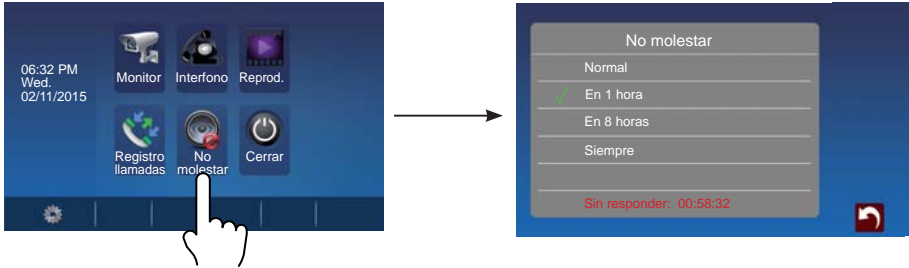 06:32 PM
Wed.
02/11/2015
Monitor
Interfono
Reprod.
Registro
llamadas
No
molestar
Cerrar
No molestar
Normal
En 1 hora
En 8 horas
Siempre
Sin responder: 00:58:32